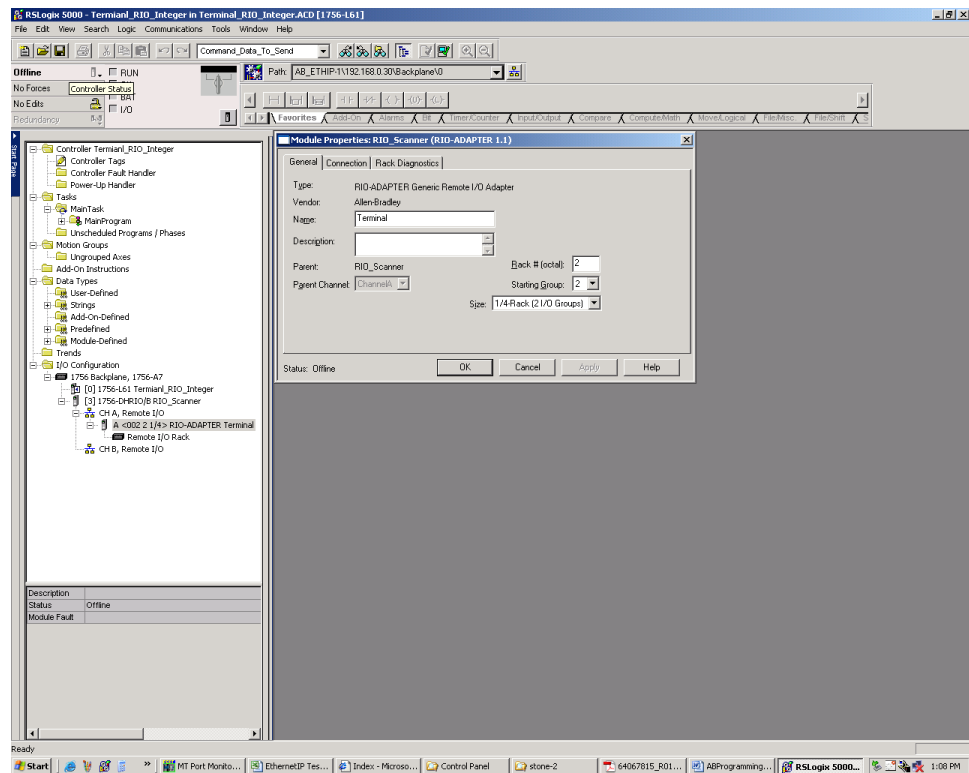 RSLogix 5000 - Termianl_RIO_Integer in Terminal_RIO_Integer.ACD [1756-L61]
File Edit View Search Logic Communications Tools Window Help
Command_Data_To_Send
Offline
RUN
Path: AB_ETHIP-1\192.168.0.30\Backplane\0
No Forces
Controller Status
No Edits
BAT
I/O
Redundancy
Favorites Add-On Alarms Bit Timer/Counter Input/Output Compare Compute/Math Move/Logical File/Misc. File/Shift S
Start Page
Controller Termianl_RIO_Integer
Controller Tags
Controller Fault Handler
Power-Up Handler
Tasks
MainTask
MainProgram
Unscheduled Programs / Phases
Motion Groups
Ungrouped Axes
Add-On Instructions
Data Types
User-Defined
Strings
Add-On-Defined
Predefined
Module-Defined
Trends
I/O Configuration
1756 Backplane, 1756-A7
[0] 1756-L61 Termianl_RIO_Integer
[3] 1756-DHRIO/B RIO_Scanner
CH A, Remote I/O
A <002 2 1/4> RIO-ADAPTER Terminal
Remote I/O Rack
CH B, Remote I/O
Module Properties: RIO_Scanner (RIO-ADAPTER 1.1)
General Connection Rack Diagnostics
Type: RIO-ADAPTER Generic Remote I/O Adapter
Vendor: Allen-Bradley
Name: Terminal
Description:
Parent: RIO_Scanner
Rack # (octal): 2
Parent Channel: ChannelA
Starting Group: 2
Size: 1/4-Rack (2 I/O Groups)
Status: Offline
OK Cancel Apply Help
Description
Status Offline
Module Fault
Ready
Start
MT Port Monito...
EthernetIP Tes...
Index - Microso...
Control Panel
stone-2
64067815_R01...
ABProgramming...
RSLogix 5000...
1:08 PM